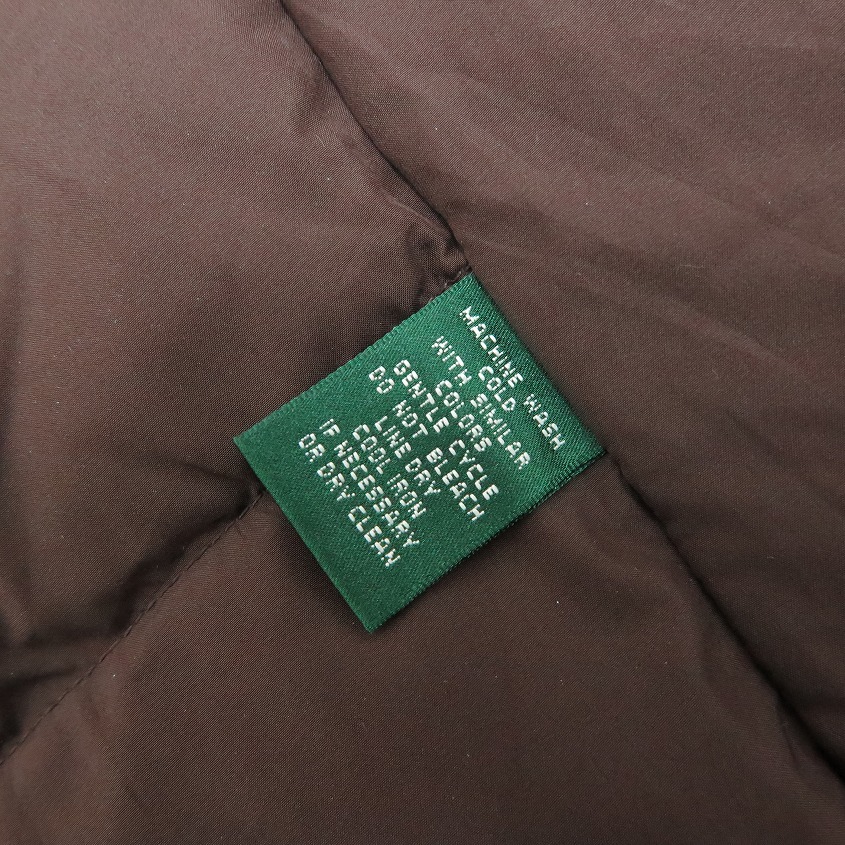 MACHINE WASH
COLD
WITH SIMILAR
COLORS
GENTLE CYCLE
DO NOT BLEACH
LINE DRY
COOL IRON
IF NECESSARY
OR DRY CLEAN